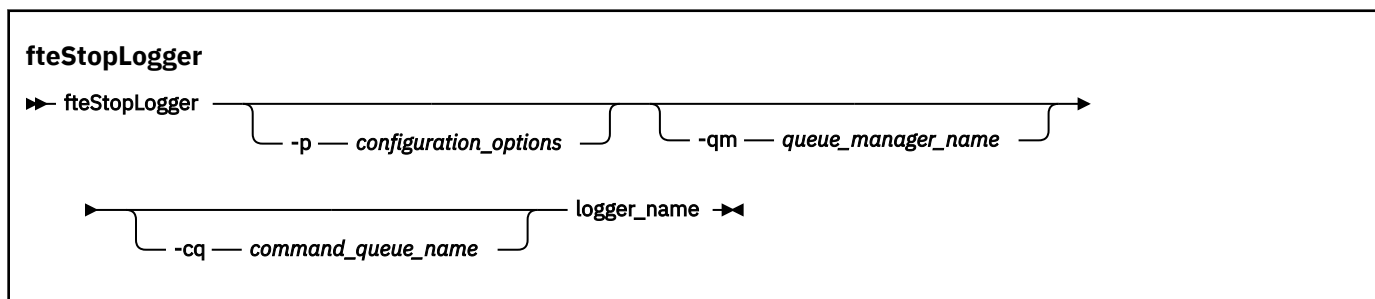 fteStopLogger
fteStopLogger
-p configuration_options
-qm queue_manager_name
logger_name
-cq command_queue_name